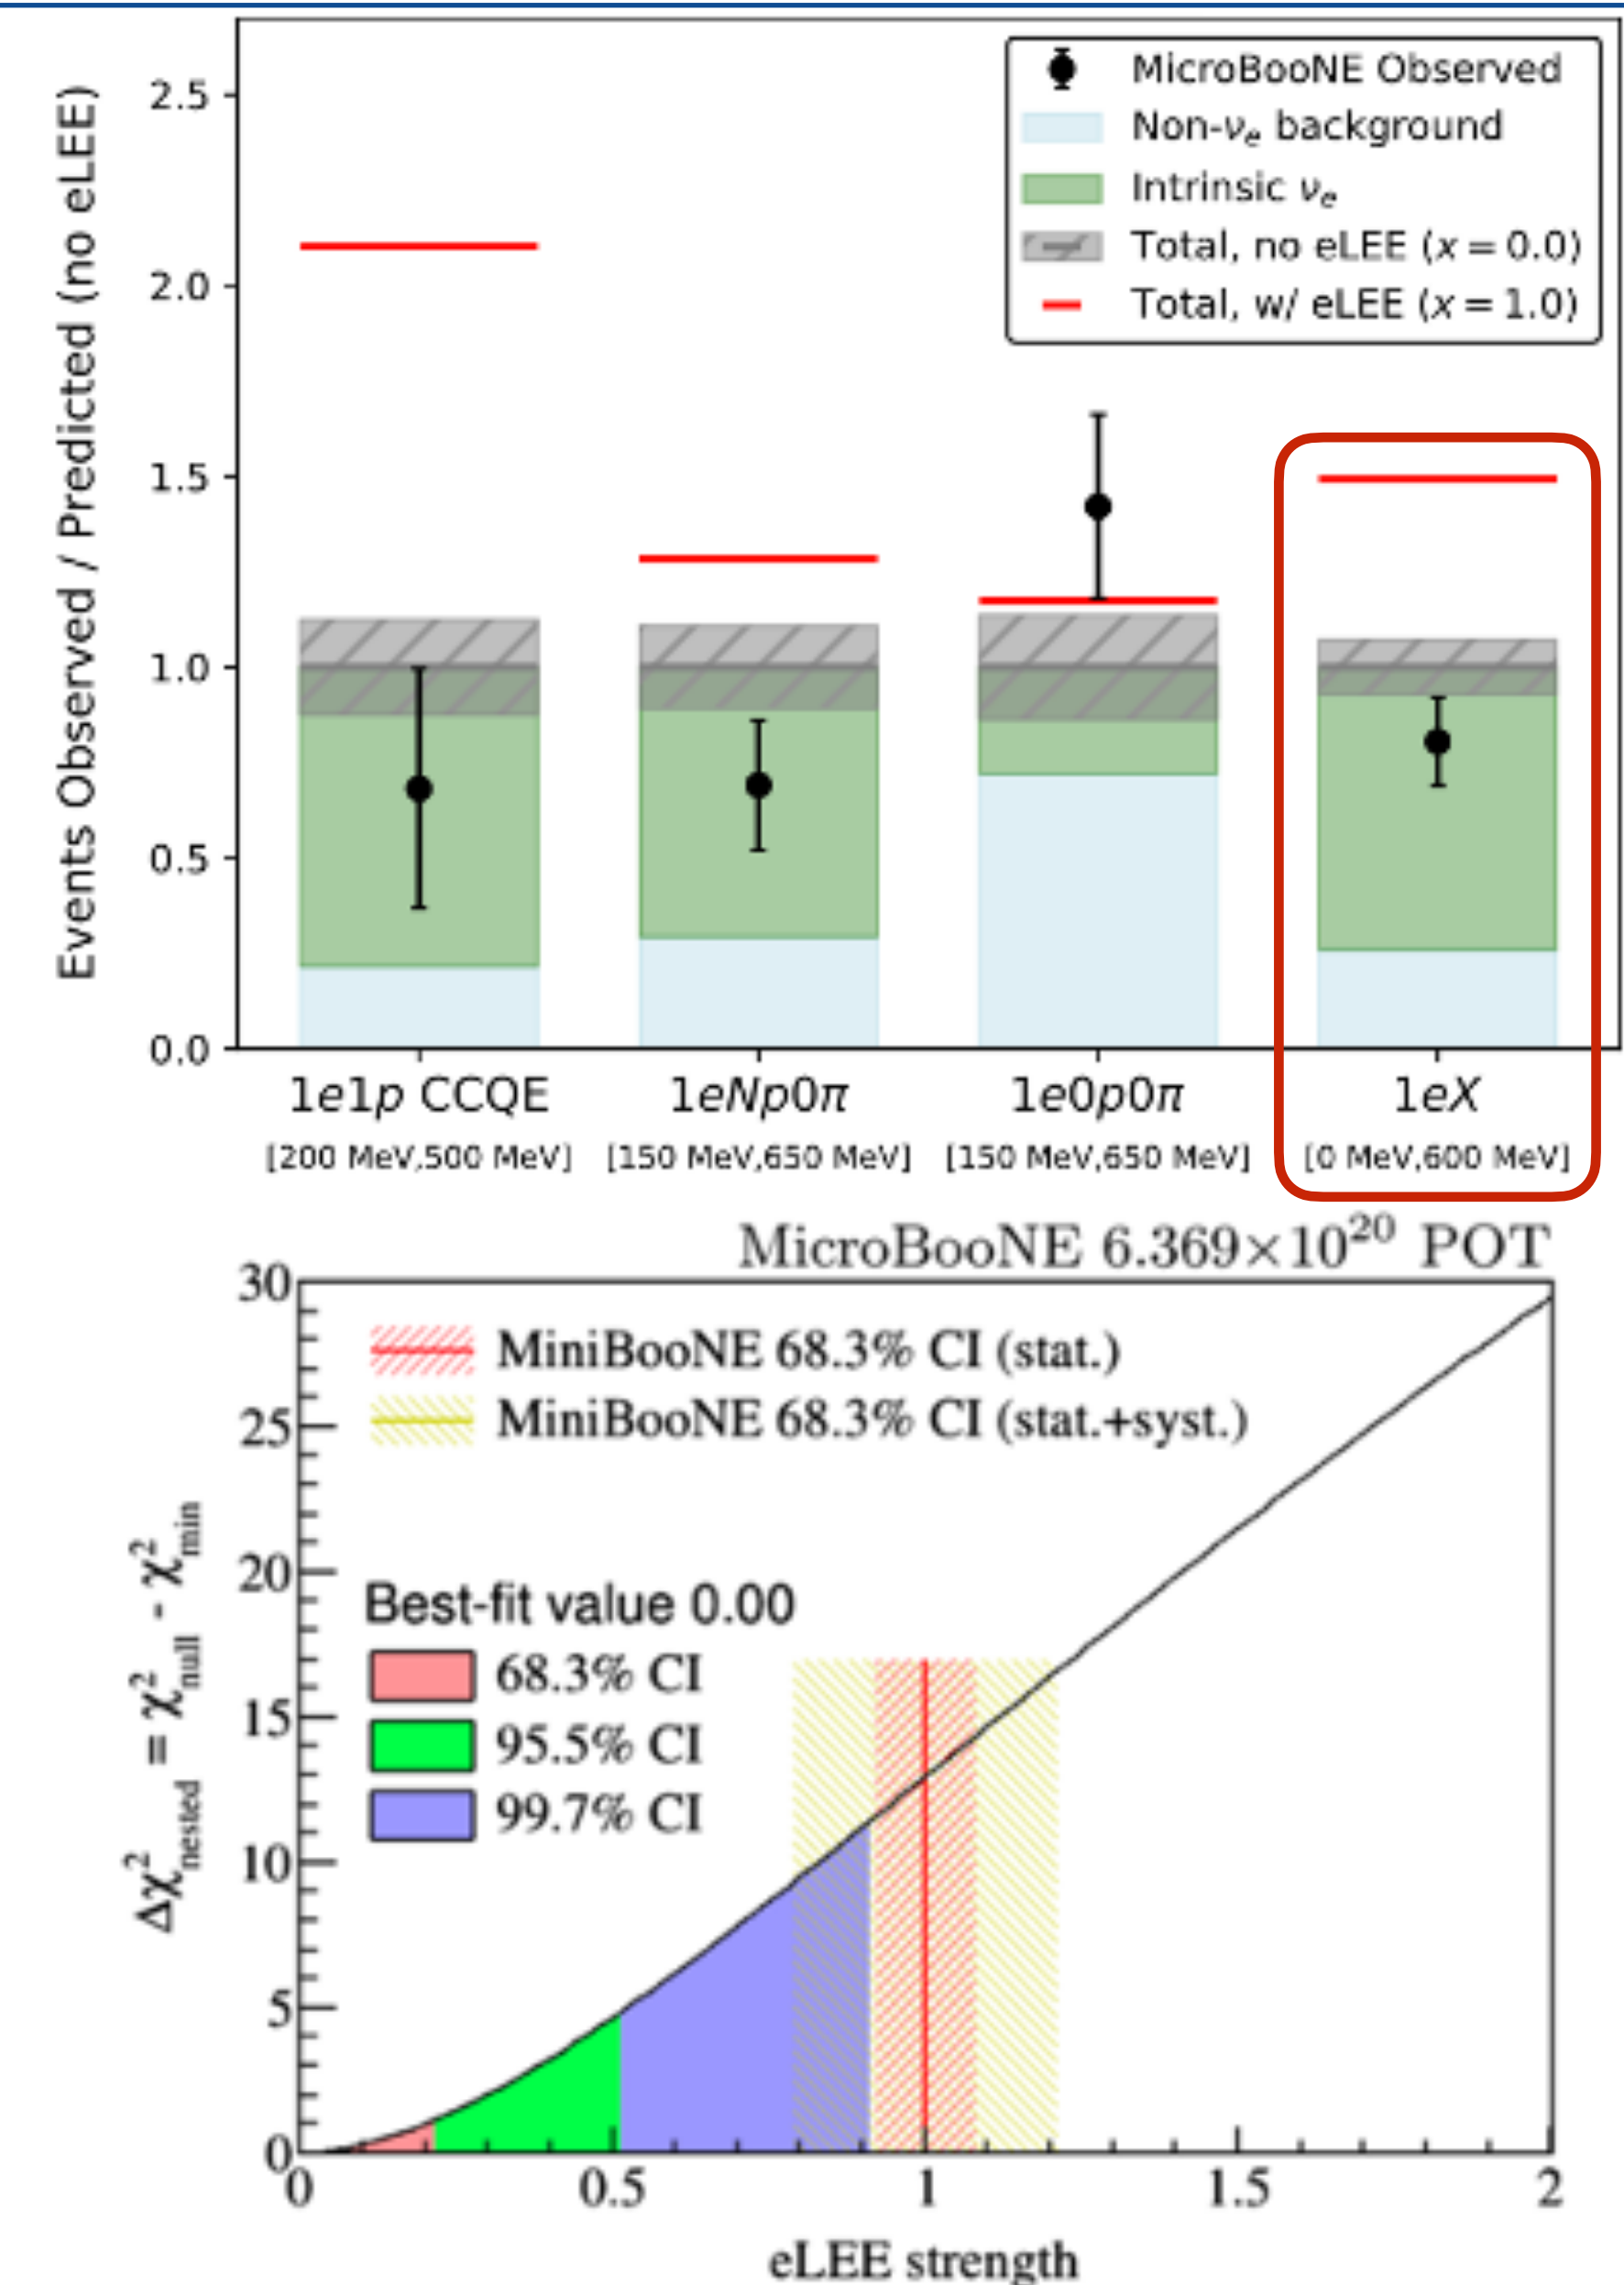 Events Observed / Predicted (no eLEE)
2.5
2.0
1.5
1.0
0.5
0.0
MicroBooNE Observed
Non-νₑ background
Intrinsic νₑ
Total, no eLEE (x = 0.0)
Total, w/ eLEE (x = 1.0)
1e1p CCQE
[200 MeV,500 MeV]
1eNp0π
[150 MeV,650 MeV]
1e0p0π
[150 MeV,650 MeV]
1eX
[0 MeV,600 MeV]
MicroBooNE 6.369×10²⁰ POT
Δχ²nested = χ²null - χ²min
30
25
20
15
10
5
0
MiniBooNE 68.3% CI (stat.)
MiniBooNE 68.3% CI (stat.+syst.)
Best-fit value 0.00
68.3% CI
95.5% CI
99.7% CI
0 0.5 1 1.5 2
eLEE strength